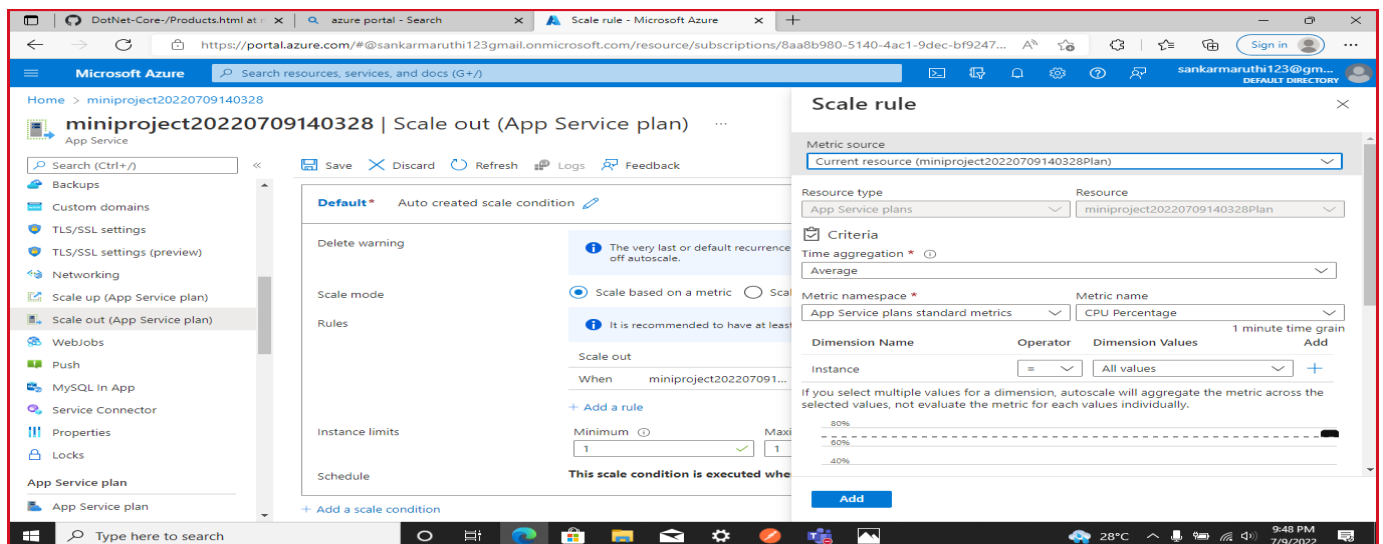 DotNet-Core-/Products.html at r
azure portal - Search
Scale rule - Microsoft Azure
https://portal.azure.com/#@sankarmaruthi123gmail.onmicrosoft.com/resource/subscriptions/8aa8b980-5140-4ac1-9dec-bf9247...
Sign in
Microsoft Azure
Search resources, services, and docs (G+/)
sankarmaruthi123@gm...
DEFAULT DIRECTORY
Home > miniproject20220709140328
miniproject20220709140328 | Scale out (App Service plan) ...
App Service
Search (Ctrl+/)
Backups
Custom domains
TLS/SSL settings
TLS/SSL settings (preview)
Networking
Scale up (App Service plan)
Scale out (App Service plan)
WebJobs
Push
MySQL In App
Service Connector
Properties
Locks
App Service plan
App Service plan
Save Discard Refresh Logs Feedback
Default* Auto created scale condition
Delete warning
The very last or default recurrence
off autoscale.
Scale mode
Scale based on a metric Scal
Rules
It is recommended to have at least
Scale out
When miniproject202207091...
+ Add a rule
Instance limits
Minimum Maxi
1 1
Schedule
This scale condition is executed whe
+ Add a scale condition
Scale rule
Metric source
Current resource (miniproject20220709140328Plan)
Resource type Resource
App Service plans miniproject20220709140328Plan
Criteria
Time aggregation *
Average
Metric namespace * Metric name
App Service plans standard metrics CPU Percentage
1 minute time grain
Dimension Name Operator Dimension Values Add
Instance = All values +
If you select multiple values for a dimension, autoscale will aggregate the metric across the
selected values, not evaluate the metric for each values individually.
80%
60%
40%
Add
Type here to search
28°C
9:48 PM
7/9/2022